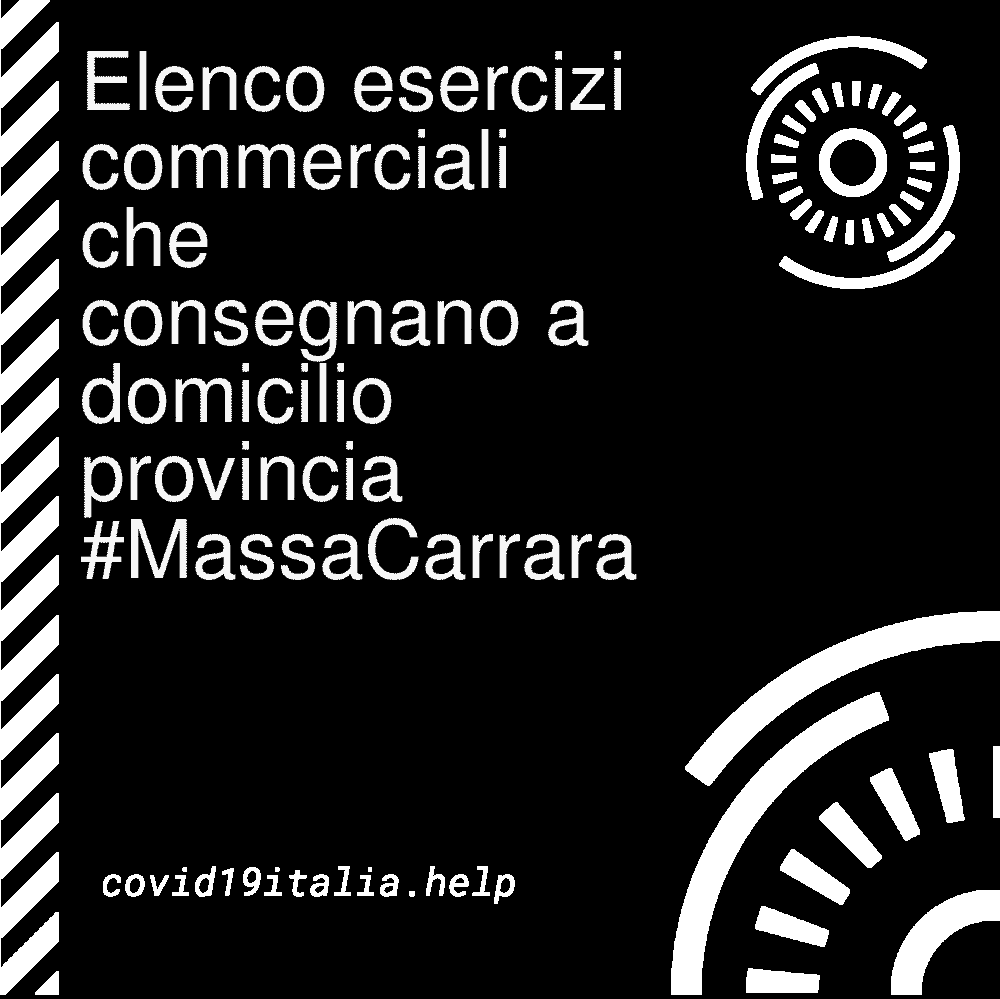 Elenco esercizi
commerciali
che
consegnano a
domicilio
provincia
#MassaCarrara
covid19italia.help